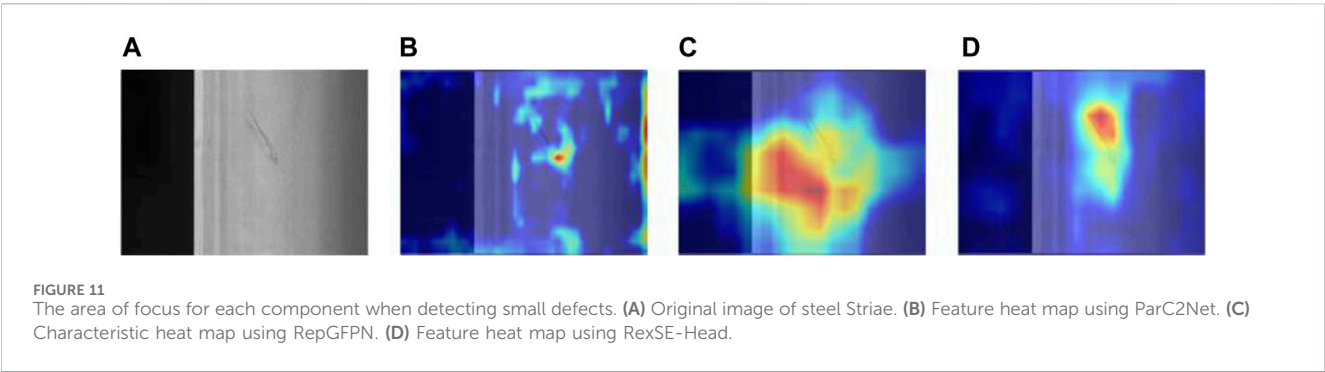 A B C D
FIGURE 11
The area of focus for each component when detecting small defects. (A) Original image of steel Striae. (B) Feature heat map using ParC2Net. (C)
Characteristic heat map using RepGFPN. (D) Feature heat map using RexSE-Head.